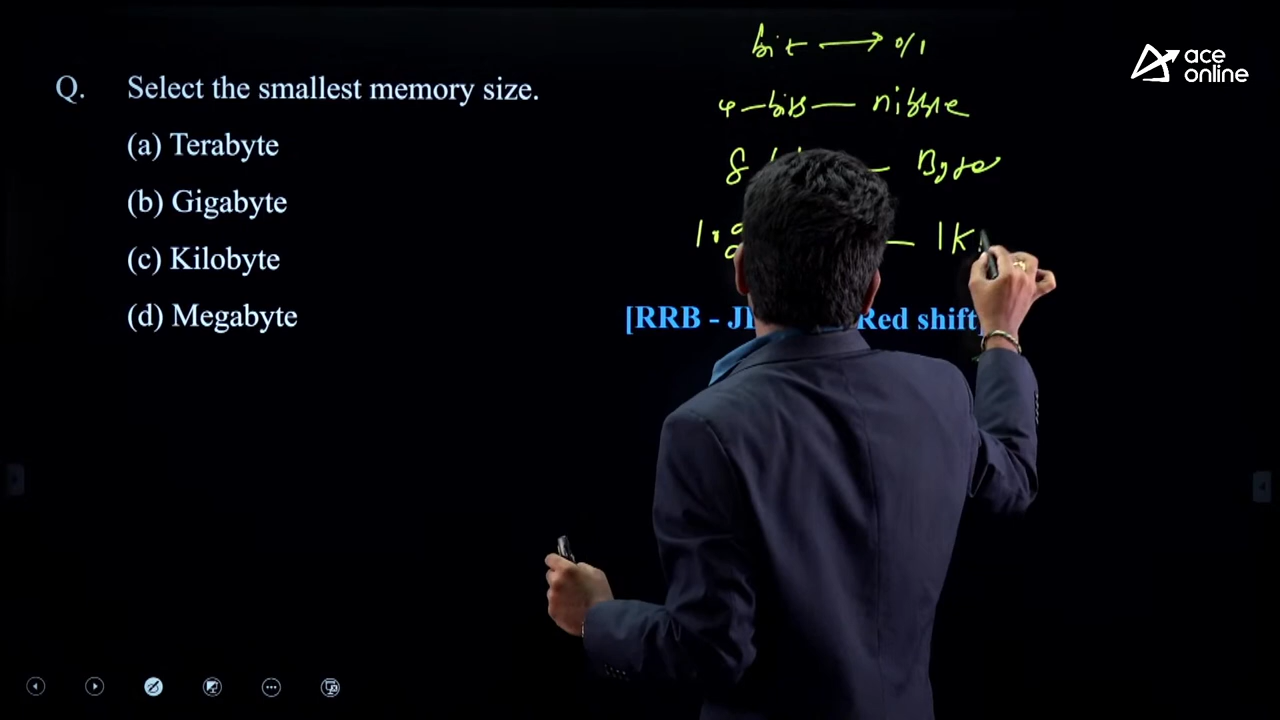 ace
online
Q. Select the smallest memory size.
(a) Terabyte
(b) Gigabyte
(c) Kilobyte
(d) Megabyte
bit → 0/1
4-bits — nibble
8 — Byte
— 1K
[RRB - Red shift]